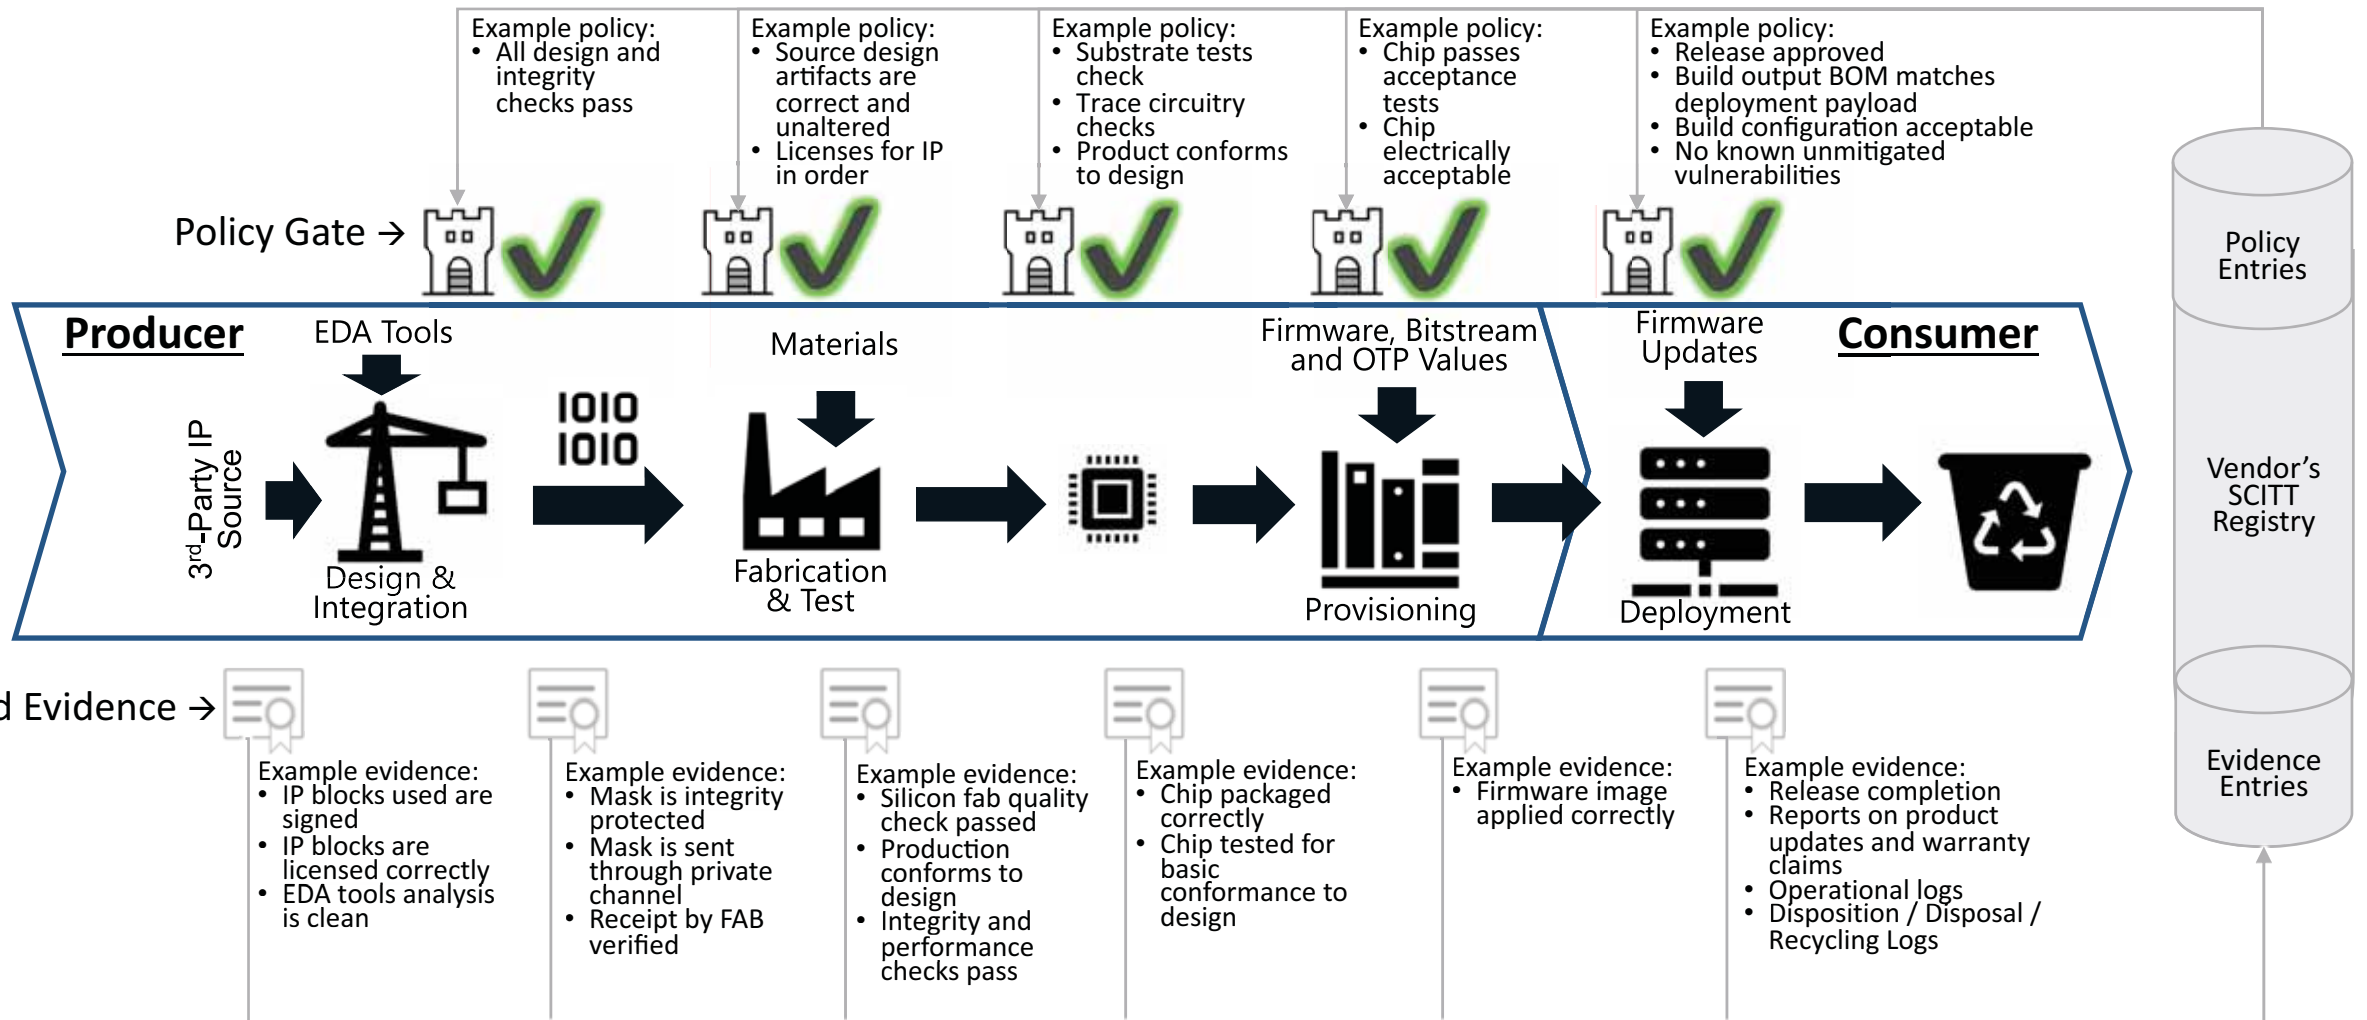 Example policy:
• All design and
integrity
checks pass
Example policy:
• Source design
artifacts are
correct and
unaltered
• Licenses for IP
in order
Example policy:
• Substrate tests
check
• Trace circuitry
checks
• Product conforms
to design
Example policy:
• Chip passes
acceptance
tests
• Chip
electrically
acceptable
Example policy:
• Release approved
• Build output BOM matches
deployment payload
• Build configuration acceptable
• No known unmitigated
vulnerabilities
Policy Gate →
Policy
Entries
Vendor's
SCITT
Registry
Evidence
Entries
Producer
EDA Tools
Materials
Firmware, Bitstream
and OTP Values
Firmware
Updates
Consumer
3rd-Party IP
Source
IOIO
IOIO
Design &
Integration
Fabrication
& Test
Provisioning
Deployment
d Evidence →
Example evidence:
• IP blocks used are
signed
• IP blocks are
licensed correctly
• EDA tools analysis
is clean
Example evidence:
• Mask is integrity
protected
• Mask is sent
through private
channel
• Receipt by FAB
verified
Example evidence:
• Silicon fab quality
check passed
• Production
conforms to
design
• Integrity and
performance
checks pass
Example evidence:
• Chip packaged
correctly
• Chip tested for
basic
conformance to
design
Example evidence:
• Firmware image
applied correctly
Example evidence:
• Release completion
• Reports on product
updates and warranty
claims
• Operational logs
• Disposition / Disposal /
Recycling Logs